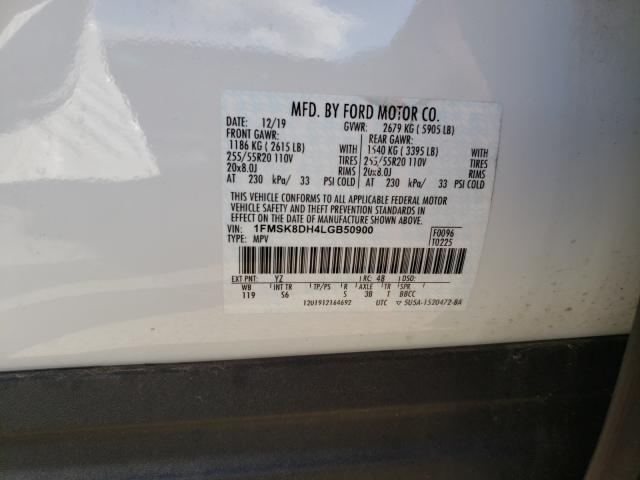 MFD. BY FORD MOTOR CO.
DATE: 12/19 GVWR: 2679 KG ( 5905 LB)
FRONT GAWR: REAR GAWR:
1186 KG ( 2615 LB) WITH 1540 KG ( 3395 LB) WITH
255/55R20 110V TIRES 255/55R20 110V TIRES
20x8.0J RIMS 20x8.0J RIMS
AT 230 kPa/ 33 PSI COLD AT 230 kPa/ 33 PSI COLD
THIS VEHICLE CONFORMS TO ALL APPLICABLE FEDERAL MOTOR
VEHICLE SAFETY AND THEFT PREVENTION STANDARDS IN
EFFECT ON THE DATE OF MANUFACTURE SHOWN ABOVE.
VIN: 1FMSK8DH4LGB50900 F0096
TYPE: MPV T0225
EXT PNT: YZ RC: 48 DSO:
WB INT TR TP/PS R AXLE TR SPR
119 S6 S 3B T BBCC
1201912164692 UTC ▽ 5USA-1520472-BA